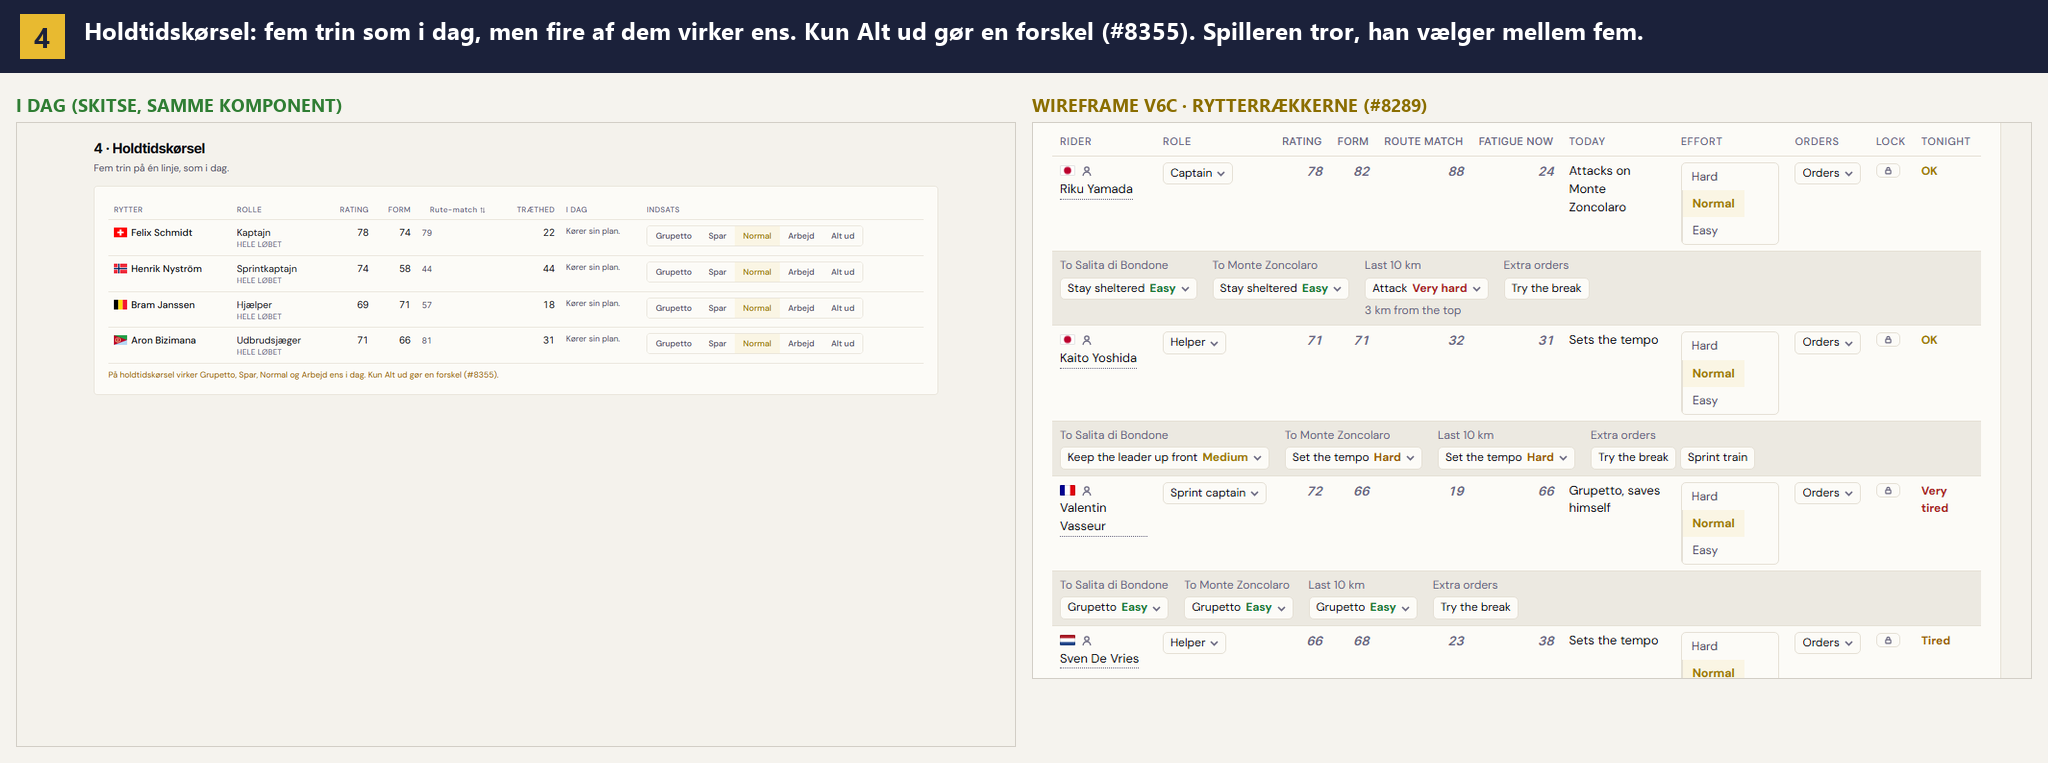 4 Holdtidskørsel: fem trin som i dag, men fire af dem virker ens. Kun Alt ud gør en forskel (#8355). Spilleren tror, han vælger mellem fem.
I DAG (SKITSE, SAMME KOMPONENT)
4 · Holdtidskørsel
Fem trin på én linje, som i dag.
RYTTER ROLLE RATING FORM Rute-match ⇅ TRÆTHED I DAG INDSATS
Felix Schmidt Kaptajn 78 74 79 22 Kører sin plan. Grupetto Spar Normal Arbejd Alt ud
HELE LØBET
Henrik Nyström Sprintkaptajn 74 58 44 44 Kører sin plan. Grupetto Spar Normal Arbejd Alt ud
HELE LØBET
Bram Janssen Hjælper 69 71 57 18 Kører sin plan. Grupetto Spar Normal Arbejd Alt ud
HELE LØBET
Aron Bizimana Udbrudsjæger 71 66 81 31 Kører sin plan. Grupetto Spar Normal Arbejd Alt ud
HELE LØBET
På holdtidskørsel virker Grupetto, Spar, Normal og Arbejd ens i dag. Kun Alt ud gør en forskel (#8355).
WIREFRAME V6C · RYTTERRÆKKERNE (#8289)
RIDER ROLE RATING FORM ROUTE MATCH FATIGUE NOW TODAY EFFORT ORDERS LOCK TONIGHT
Riku Yamada Captain 78 82 88 24 Attacks on Monte Zoncolaro Hard Normal Easy Orders OK
To Salita di Bondone To Monte Zoncolaro Last 10 km Extra orders
Stay sheltered Easy Stay sheltered Easy Attack Very hard Try the break
3 km from the top
Kaito Yoshida Helper 71 71 32 31 Sets the tempo Hard Normal Easy Orders OK
To Salita di Bondone To Monte Zoncolaro Last 10 km Extra orders
Keep the leader up front Medium Set the tempo Hard Set the tempo Hard Try the break Sprint train
Valentin Vasseur Sprint captain 72 66 19 66 Grupetto, saves himself Hard Normal Easy Orders Very tired
To Salita di Bondone To Monte Zoncolaro Last 10 km Extra orders
Grupetto Easy Grupetto Easy Grupetto Easy Try the break
Sven De Vries Helper 66 68 23 38 Sets the tempo Hard Normal Orders Tired